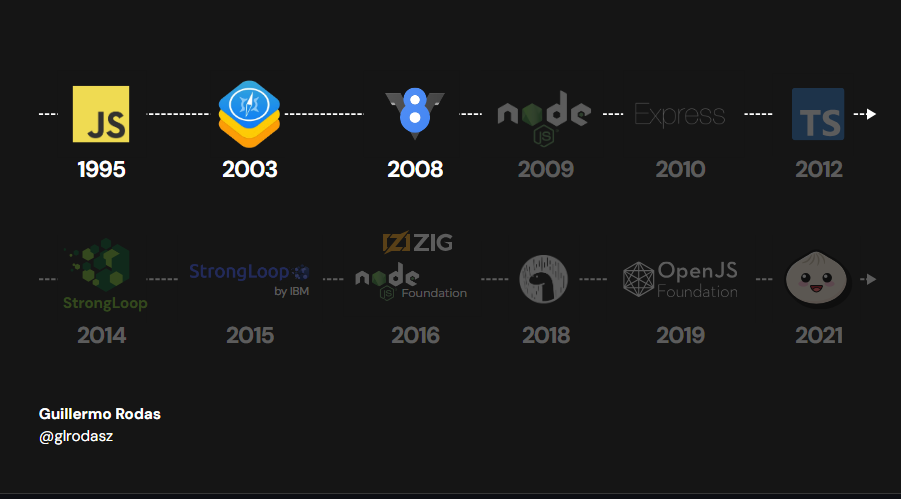 JS
8
node
JS
Express
TS
1995
2003
2008
2009
2010
2012
ZIG
StrongLoop
StrongLoop
by IBM
node
JS
Foundation
OpenJS
Foundation
2014
2015
2016
2018
2019
2021
Guillermo Rodas
@glrodasz